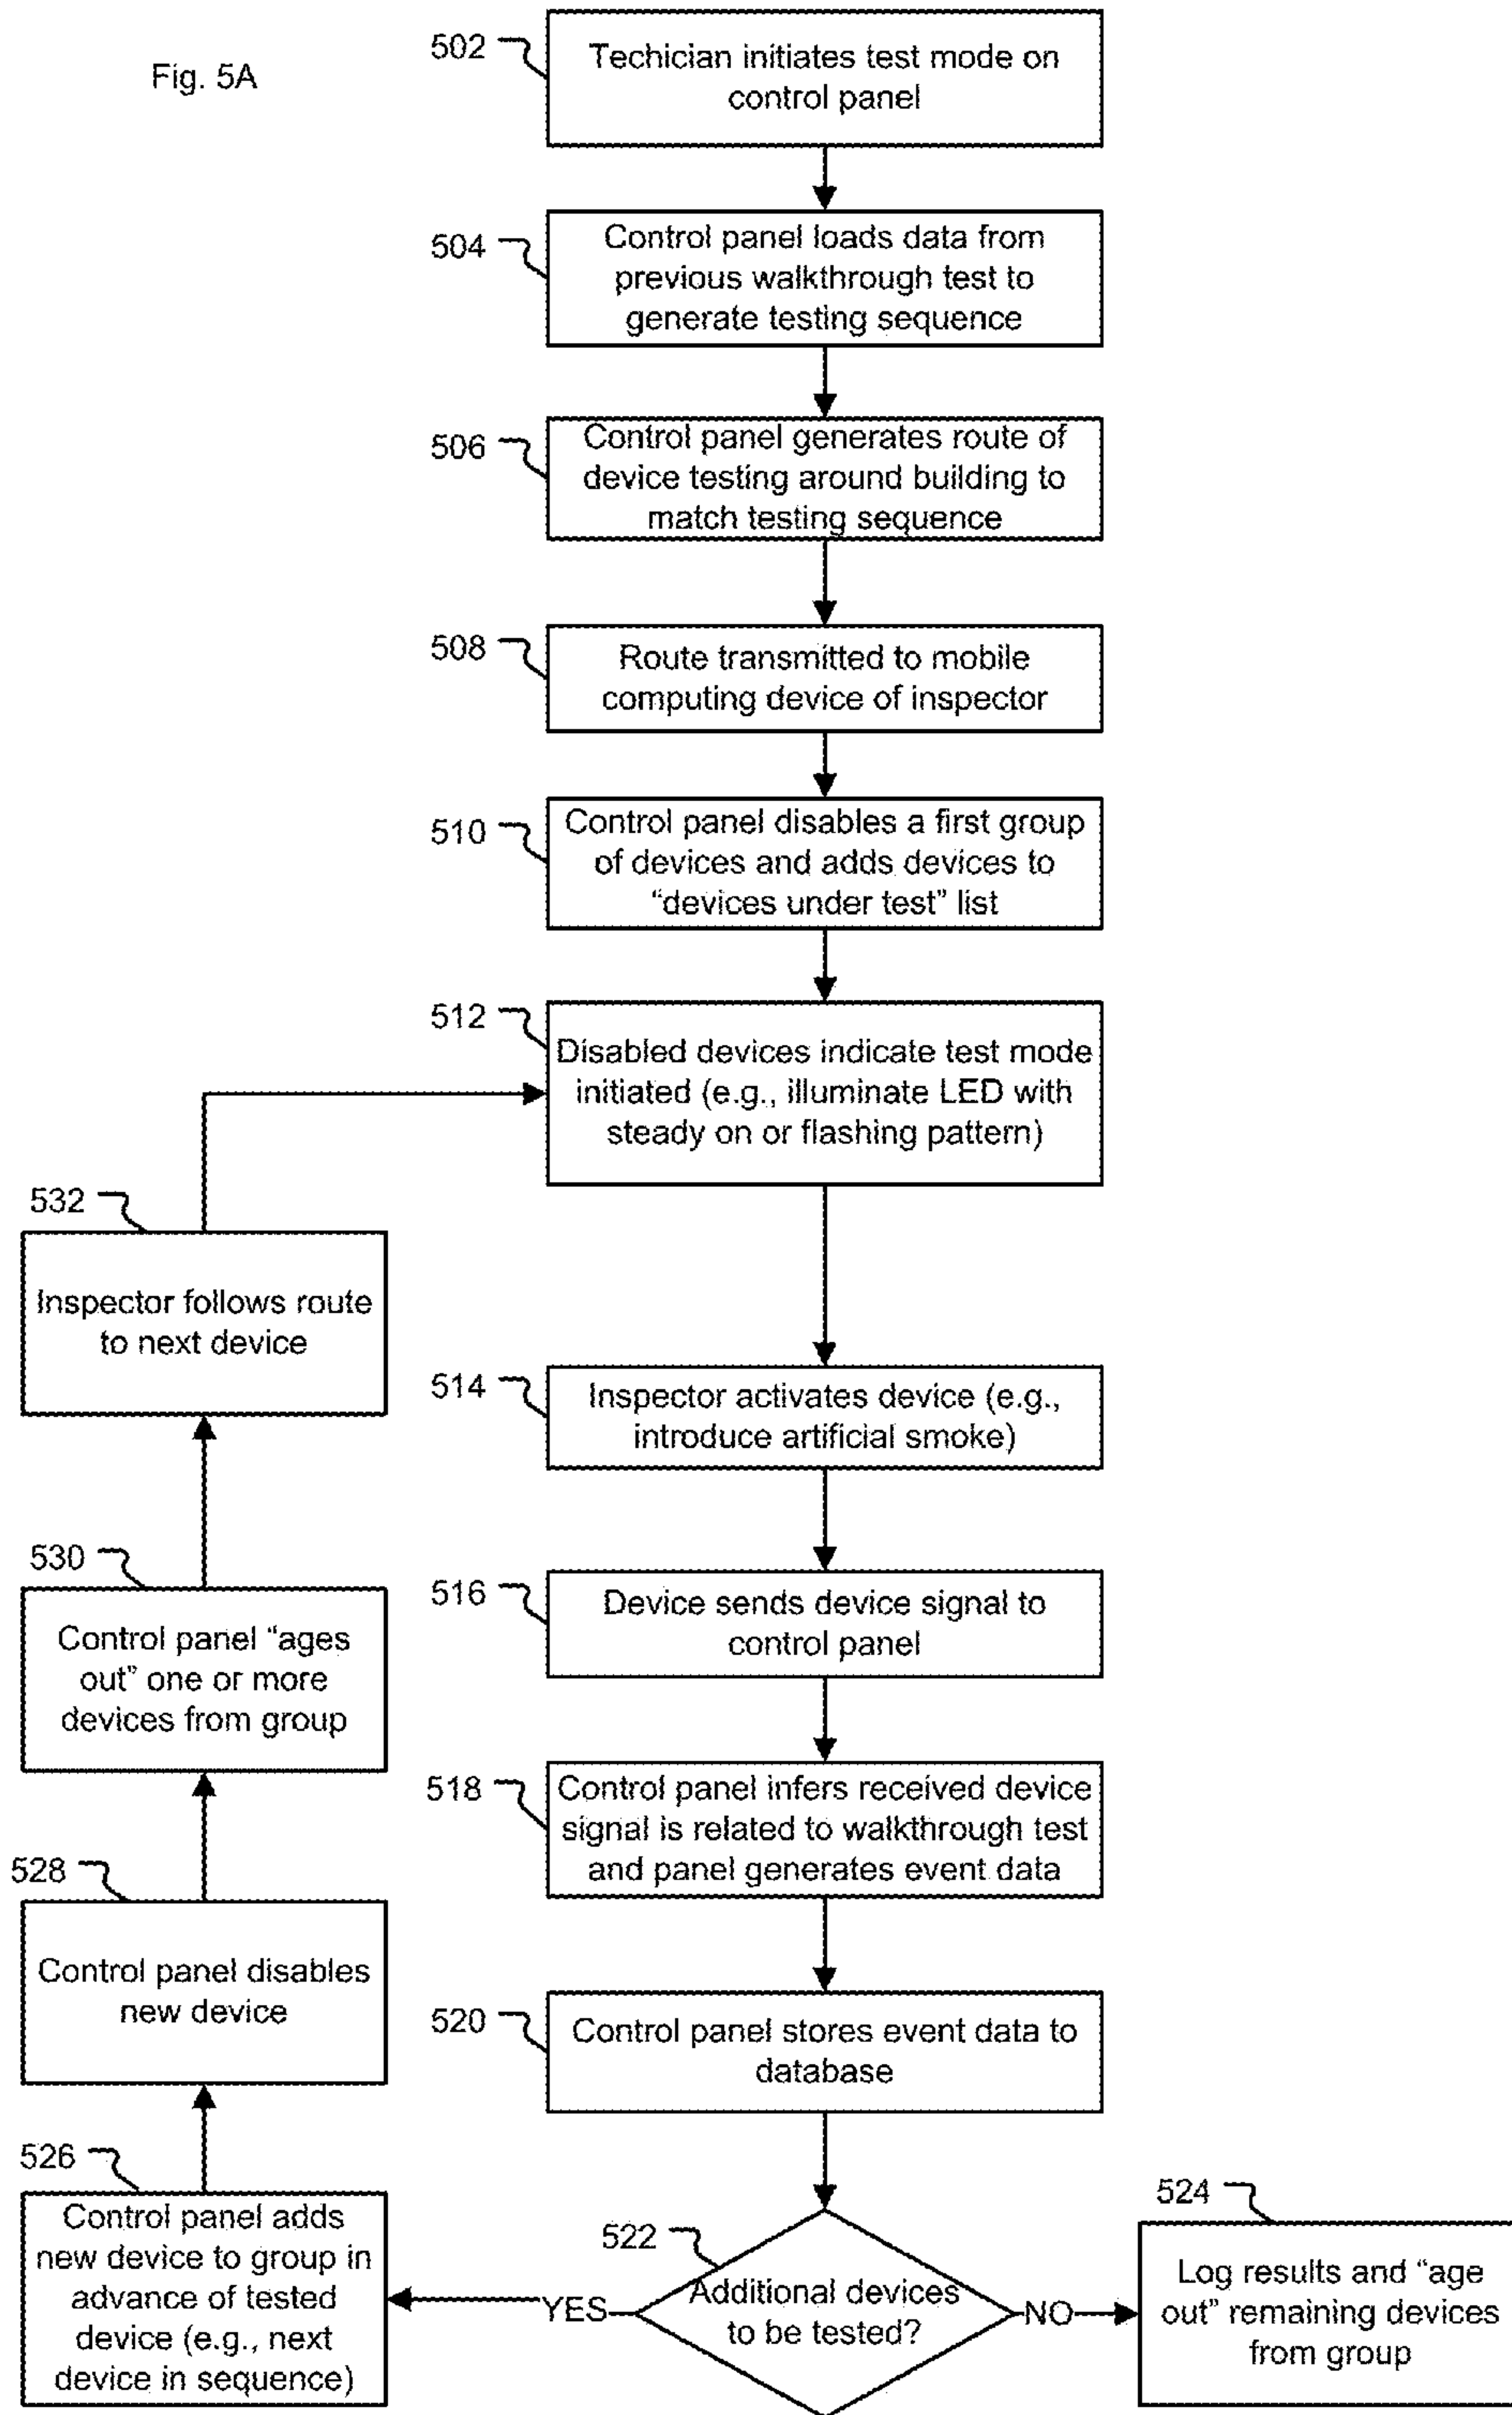 Fig. 5A
502
Techician initiates test mode on
control panel
504
Control panel loads data from
previous walkthrough test to
generate testing sequence
506
Control panel generates route of
device testing around building to
match testing sequence
508
Route transmitted to mobile
computing device of inspector
510
Control panel disables a first group
of devices and adds devices to
“devices under test” list
512
Disabled devices indicate test mode
initiated (e.g., illuminate LED with
steady on or flashing pattern)
514
Inspector activates device (e.g.,
introduce artificial smoke)
516
Device sends device signal to
control panel
518
Control panel infers received device
signal is related to walkthrough test
and panel generates event data
520
Control panel stores event data to
database
522
Additional devices
to be tested?
YES
NO
524
Log results and “age
out” remaining devices
from group
526
Control panel adds
new device to group in
advance of tested
device (e.g., next
device in sequence)
528
Control panel disables
new device
530
Control panel “ages
out” one or more
devices from group
532
Inspector follows route
to next device